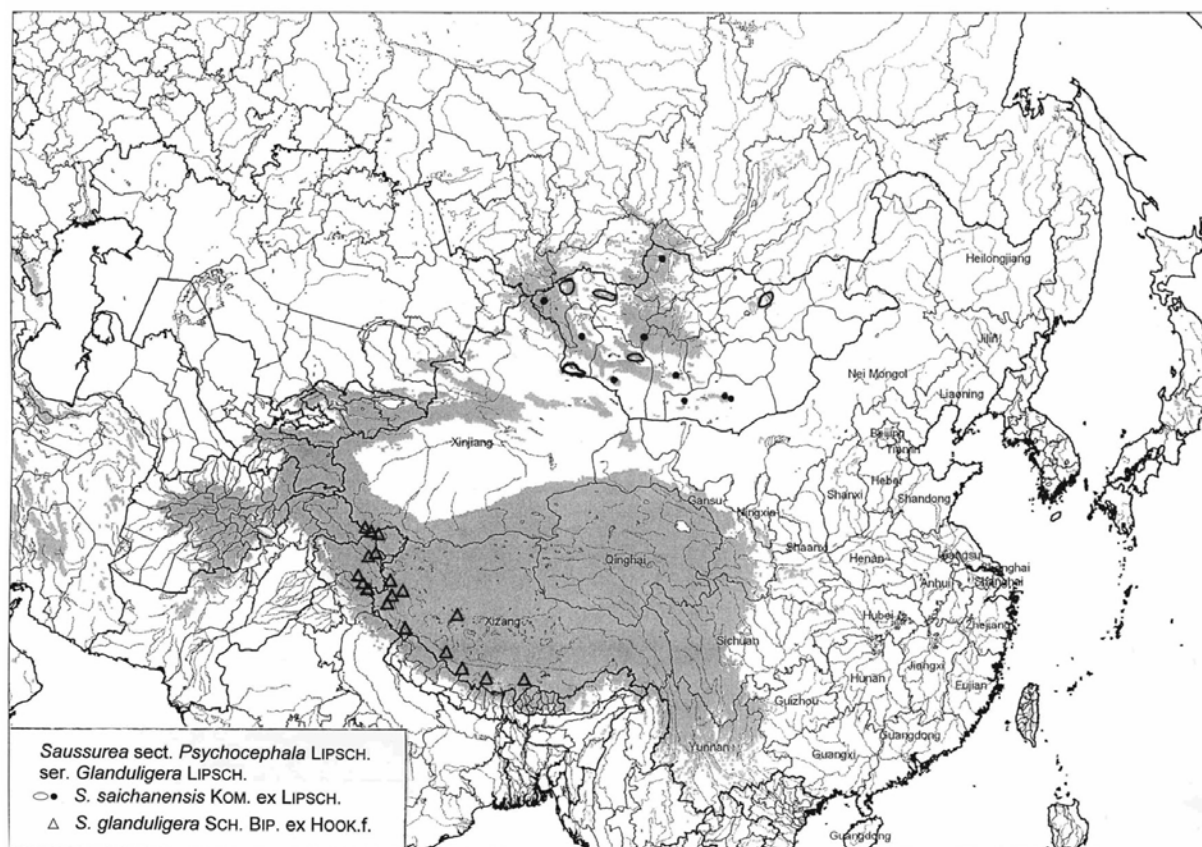 Heilongjiang
Jilin
Nei Mongol
Liaoning
Beijing
Tianjin
Xinjiang
Hebei
Gansu
Shanxi
Shandong
Ningxia
Shaanxi
Henan
Qinghai
Jiangsu
Shanghai
Shanghai
Anhui
Xizang
Hubei
Zhejiang
Sichuan
Jiangxi
Hunan
Fujian
Guizhou
Guangdong
Yunnan
Guangxi
Guangdong
Saussurea sect. Psychocephala LIPSCH.
ser. Glanduligera LIPSCH.
S. saichanensis KOM. ex LIPSCH.
S. glanduligera SCH. BIP. ex HOOK.f.